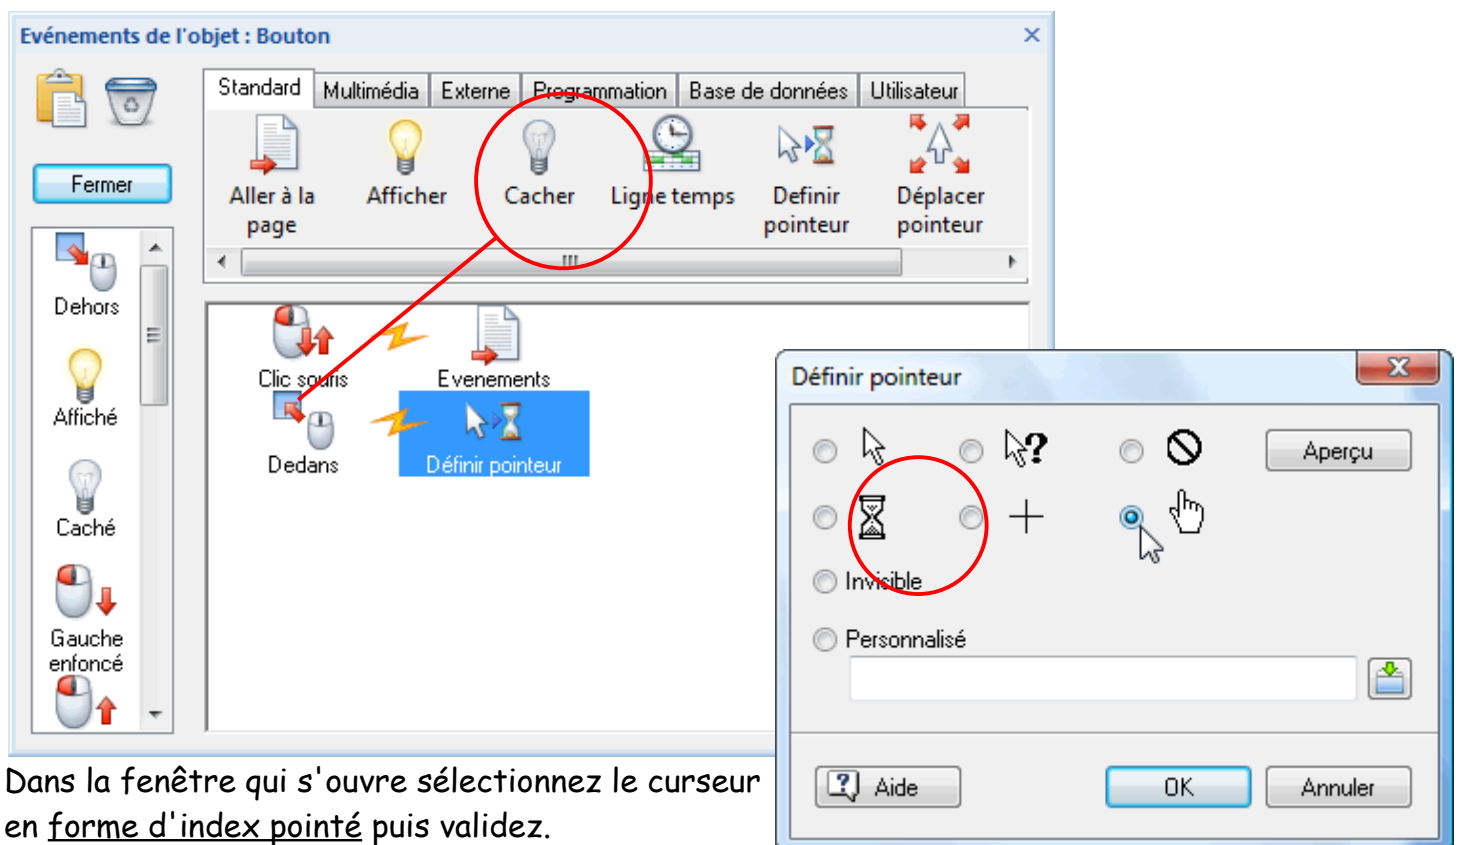 Evénements de l'objet : Bouton
Standard Multimédia Externe Programmation Base de données Utilisateur
Fermer
Aller à la page
Afficher
Cacher
Ligne temps
Definir pointeur
Déplacer pointeur
Dehors
Affiché
Caché
Gauche enfoncé
Clic souris
Evenements
Dedans
Définir pointeur
Définir pointeur
Aperçu
Invisible
Personnalisé
Aide
OK
Annuler
Dans la fenêtre qui s'ouvre sélectionnez le curseur
en forme d'index pointé puis validez.